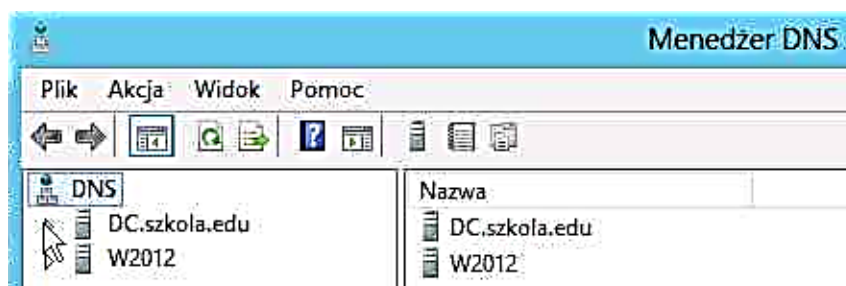 Menedżer DNS
Plik Akcja Widok Pomoc
DNS
DC.szkola.edu
W2012
Nazwa
DC.szkola.edu
W2012